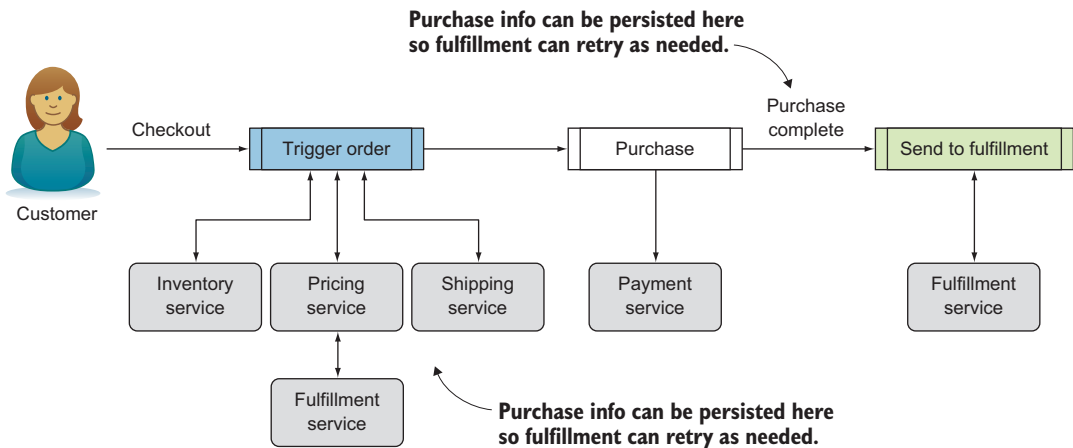 Purchase info can be persisted here
so fulfillment can retry as needed.
Checkout
Purchase
complete
Trigger order
Purchase
Send to fulfillment
Customer
Inventory
service
Pricing
service
Shipping
service
Payment
service
Fulfillment
service
Fulfillment
service
Purchase info can be persisted here
so fulfillment can retry as needed.